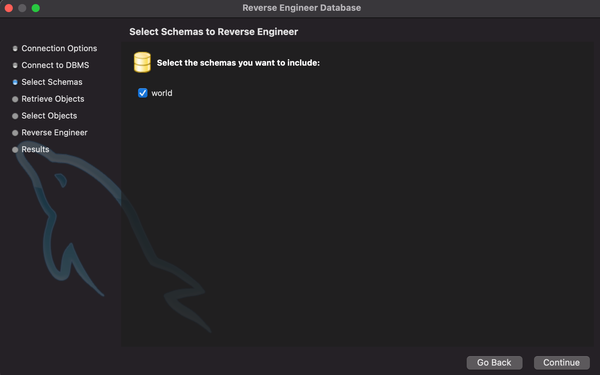 Reverse Engineer Database
Select Schemas to Reverse Engineer
Connection Options
Connect to DBMS
Select Schemas
Retrieve Objects
Select Objects
Reverse Engineer
Results
Select the schemas you want to include:
world
Go Back
Continue